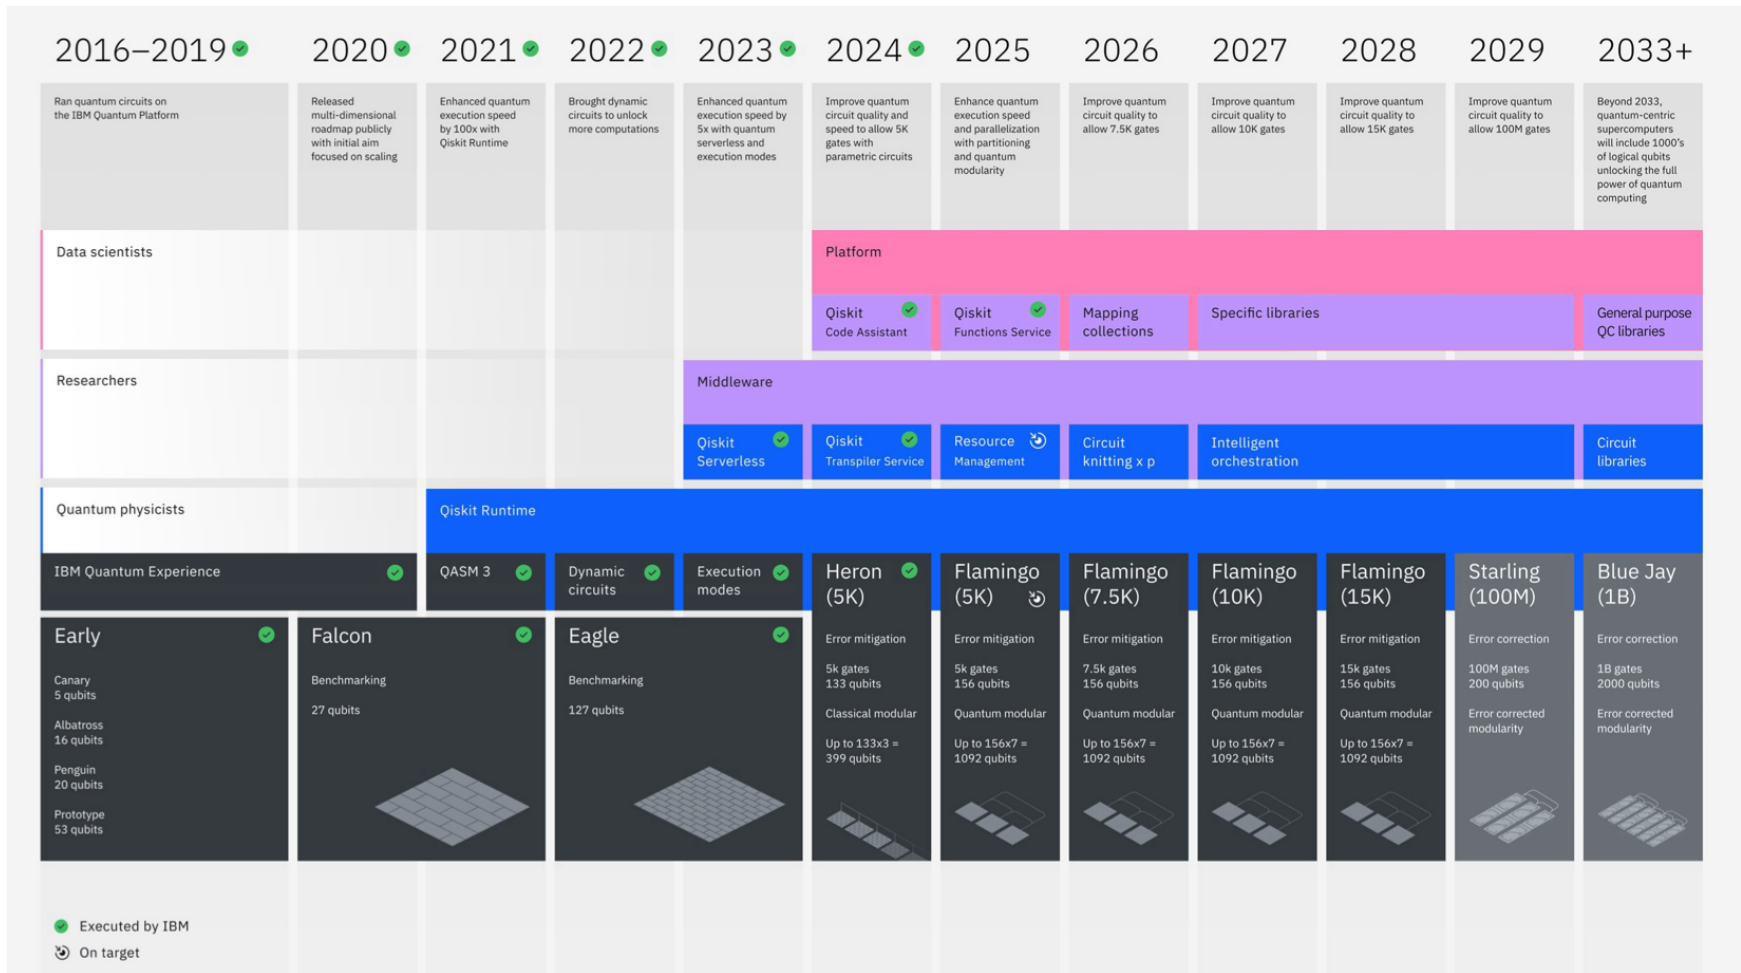 2016–2019
2020
2021
2022
2023
2024
2025
2026
2027
2028
2029
2033+
Ran quantum circuits on
the IBM Quantum Platform
Released
multi-dimensional
roadmap publicly
with initial aim
focused on scaling
Enhanced quantum
execution speed
by 100x with
Qiskit Runtime
Brought dynamic
circuits to unlock
more computations
Enhanced quantum
execution speed by
5x with quantum
serverless and
execution modes
Improve quantum
circuit quality and
speed to allow 5K
gates with
parametric circuits
Enhance quantum
execution speed
and parallelization
with partitioning
and quantum
modularity
Improve quantum
circuit quality to
allow 7.5K gates
Improve quantum
circuit quality to
allow 10K gates
Improve quantum
circuit quality to
allow 15K gates
Improve quantum
circuit quality to
allow 100M gates
Beyond 2033,
quantum-centric
supercomputers
will include 1000's
of logical qubits
unlocking the full
power of quantum
computing
Data scientists
Platform
Qiskit
Code Assistant
Qiskit
Functions Service
Mapping
collections
Specific libraries
General purpose
QC libraries
Researchers
Middleware
Qiskit
Serverless
Qiskit
Transpiler Service
Resource
Management
Circuit
knitting x p
Intelligent
orchestration
Circuit
libraries
Quantum physicists
Qiskit Runtime
IBM Quantum Experience
QASM 3
Dynamic
circuits
Execution
modes
Early
Canary
5 qubits
Albatross
16 qubits
Penguin
20 qubits
Prototype
53 qubits
Falcon
Benchmarking
27 qubits
Eagle
Benchmarking
127 qubits
Heron
(5K)
Error mitigation
5k gates
133 qubits
Classical modular
Up to 133x3 =
399 qubits
Flamingo
(5K)
Error mitigation
5k gates
156 qubits
Quantum modular
Up to 156x7 =
1092 qubits
Flamingo
(7.5K)
Error mitigation
7.5k gates
156 qubits
Quantum modular
Up to 156x7 =
1092 qubits
Flamingo
(10K)
Error mitigation
10k gates
156 qubits
Quantum modular
Up to 156x7 =
1092 qubits
Flamingo
(15K)
Error mitigation
15k gates
156 qubits
Quantum modular
Up to 156x7 =
1092 qubits
Starling
(100M)
Error correction
100M gates
200 qubits
Error corrected
modularity
Blue Jay
(1B)
Error correction
1B gates
2000 qubits
Error corrected
modularity
Executed by IBM
On target